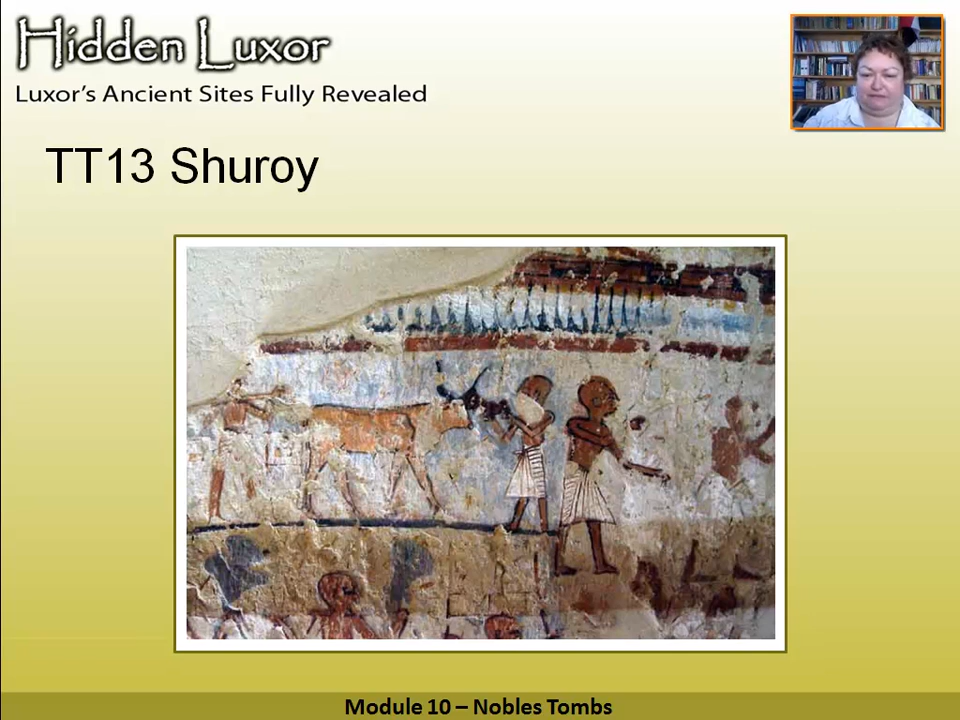 Hidden Luxor
Luxor's Ancient Sites Fully Revealed
TT13 Shuroy
Module 10 – Nobles Tombs